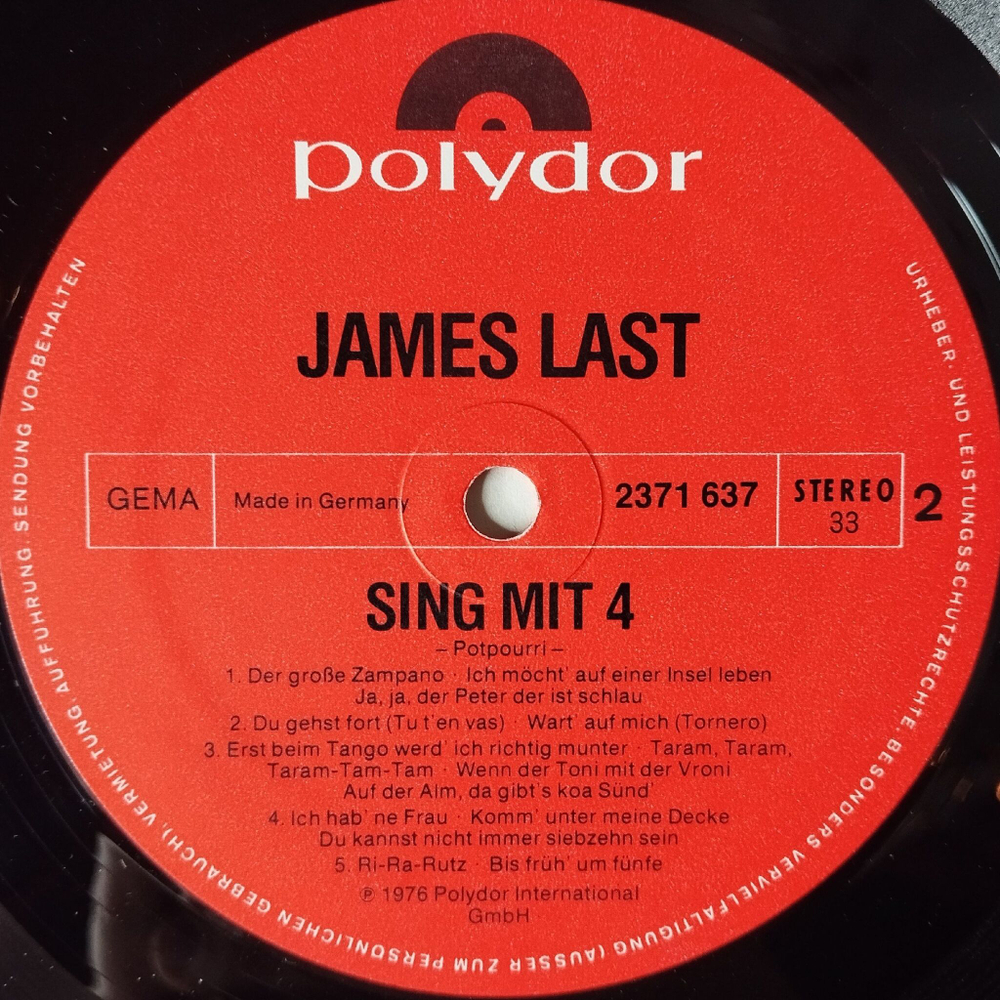 polydor
JAMES LAST
GEMA
Made in Germany
2371 637
STEREO
33
2
SING MIT 4
– Potpourri –
1. Der große Zampano · Ich möcht' auf einer Insel leben
Ja, ja, der Peter der ist schlau
2. Du gehst fort (Tu t'en vas) · Wart' auf mich (Tornero)
3. Erst beim Tango werd' ich richtig munter · Taram, Taram,
Taram-Tam-Tam · Wenn der Toni mit der Vroni
Auf der Alm, da gibt's koa Sünd'
4. Ich hab' ne Frau · Komm' unter meine Decke
Du kannst nicht immer siebzehn sein
5. Ri-Ra-Rutz · Bis früh' um fünfe
℗ 1976 Polydor International
GmbH
URHEBER- UND LEISTUNGSSCHUTZRECHTE, BESONDERS VERVIELFÄLTIGUNG (AUSSER ZUM PERSÖNLICHEN GEBRAUCH), VERMIETUNG, AUFFÜHRUNG, SENDUNG VORBEHALTEN